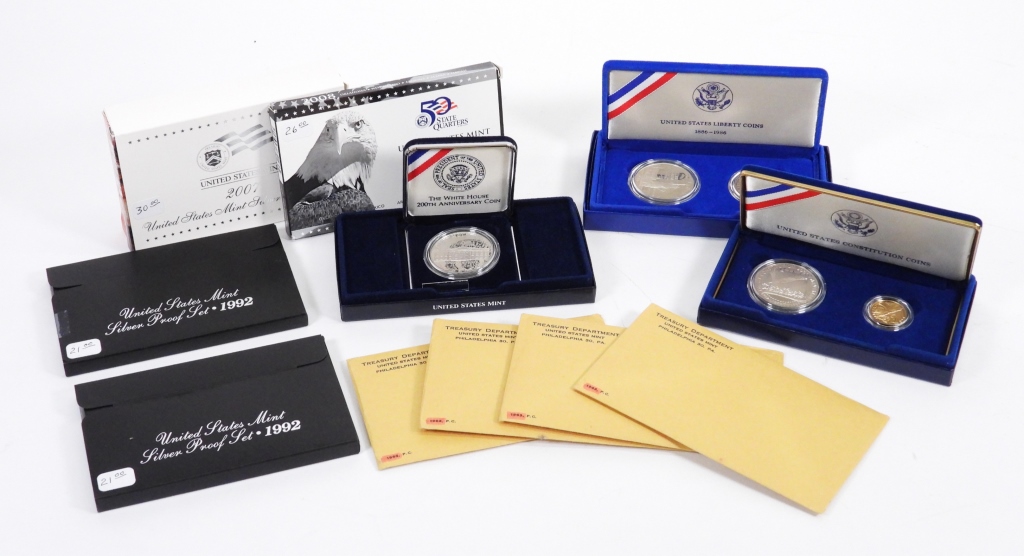 UNITED STATES
2007
United States Mint
30.00
2008
26.00
50
STATE
QUARTERS
MINT
THE WHITE HOUSE
200TH ANNIVERSARY COIN
UNITED STATES MINT
UNITED STATES LIBERTY COINS
1886-1986
UNITED STATES CONSTITUTION COINS
United States Mint
Silver Proof Set • 1992
21.00
United States Mint
Silver Proof Set • 1992
21.00
TREASURY DEPARTMENT
UNITED STATES MINT
PHILADELPHIA 30, PA.
P.C.
TREASURY DEPARTMENT
UNITED STATES MINT
PHILADELPHIA 30, PA.
P.C.
TREASURY DEPARTMENT
UNITED STATES MINT
PHILADELPHIA 30, PA.
P.C.
TREASURY DEPARTMENT
UNITED STATES MINT
PHILADELPHIA 30, PA.
P.C.